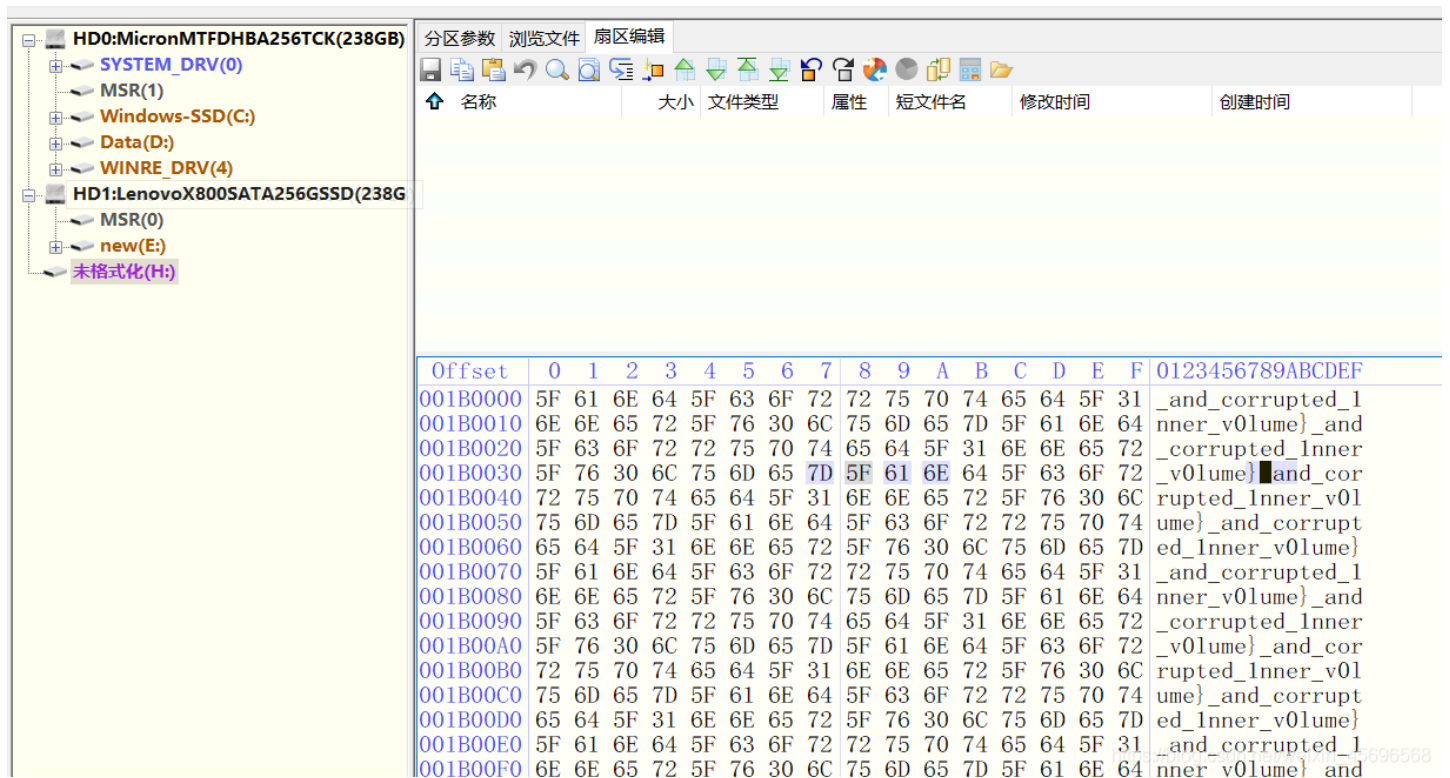 HD0:MicronMTFDHBA256TCK(238GB)
SYSTEM_DRV(0)
MSR(1)
Windows-SSD(C:)
Data(D:)
WINRE_DRV(4)
HD1:LenovoX800SATA256GSSD(238G
MSR(0)
new(E:)
未格式化(H:)
分区参数 浏览文件 扇区编辑
名称 大小 文件类型 属性 短文件名 修改时间 创建时间
Offset 0 1 2 3 4 5 6 7 8 9 A B C D E F 0123456789ABCDEF
001B0000 5F 61 6E 64 5F 63 6F 72 72 75 70 74 65 64 5F 31 _and_corrupted_1
001B0010 6E 6E 65 72 5F 76 30 6C 75 6D 65 7D 5F 61 6E 64 nner_v0lume}_and
001B0020 5F 63 6F 72 72 75 70 74 65 64 5F 31 6E 6E 65 72 _corrupted_1nner
001B0030 5F 76 30 6C 75 6D 65 7D 5F 61 6E 64 5F 63 6F 72 _v0lume} and_cor
001B0040 72 75 70 74 65 64 5F 31 6E 6E 65 72 5F 76 30 6C rupted_1nner_v0l
001B0050 75 6D 65 7D 5F 61 6E 64 5F 63 6F 72 72 75 70 74 ume}_and_corrupt
001B0060 65 64 5F 31 6E 6E 65 72 5F 76 30 6C 75 6D 65 7D ed_1nner_v0lume}
001B0070 5F 61 6E 64 5F 63 6F 72 72 75 70 74 65 64 5F 31 _and_corrupted_1
001B0080 6E 6E 65 72 5F 76 30 6C 75 6D 65 7D 5F 61 6E 64 nner_v0lume}_and
001B0090 5F 63 6F 72 72 75 70 74 65 64 5F 31 6E 6E 65 72 _corrupted_1nner
001B00A0 5F 76 30 6C 75 6D 65 7D 5F 61 6E 64 5F 63 6F 72 _v0lume}_and_cor
001B00B0 72 75 70 74 65 64 5F 31 6E 6E 65 72 5F 76 30 6C rupted_1nner_v0l
001B00C0 75 6D 65 7D 5F 61 6E 64 5F 63 6F 72 72 75 70 74 ume}_and_corrupt
001B00D0 65 64 5F 31 6E 6E 65 72 5F 76 30 6C 75 6D 65 7D ed_1nner_v0lume}
001B00E0 5F 61 6E 64 5F 63 6F 72 72 75 70 74 65 64 5F 31 _and_corrupted_1
001B00F0 6E 6E 65 72 5F 76 30 6C 75 6D 65 7D 5F 61 6E 64 nner_v0lume}_and
https://blog.csdn.net/weixin_45696568